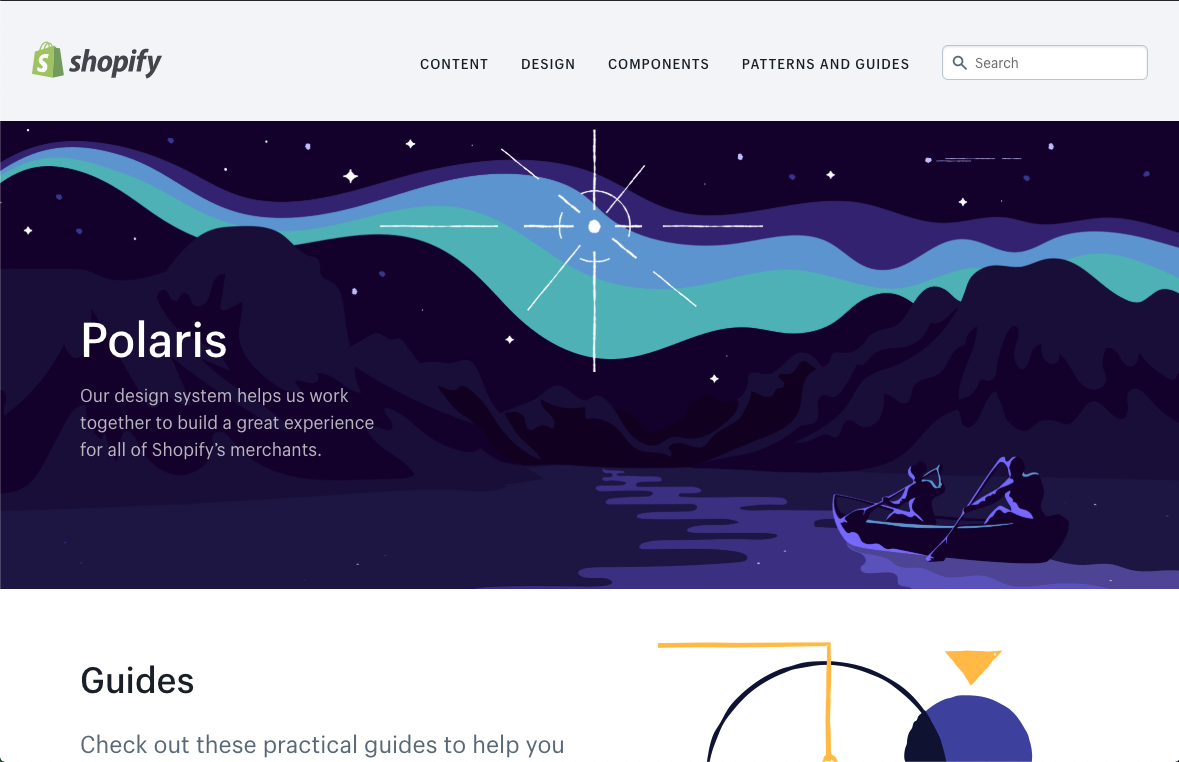 shopify
CONTENT
DESIGN
COMPONENTS
PATTERNS AND GUIDES
Search
Polaris
Our design system helps us work
together to build a great experience
for all of Shopify's merchants.
Guides
Check out these practical guides to help you